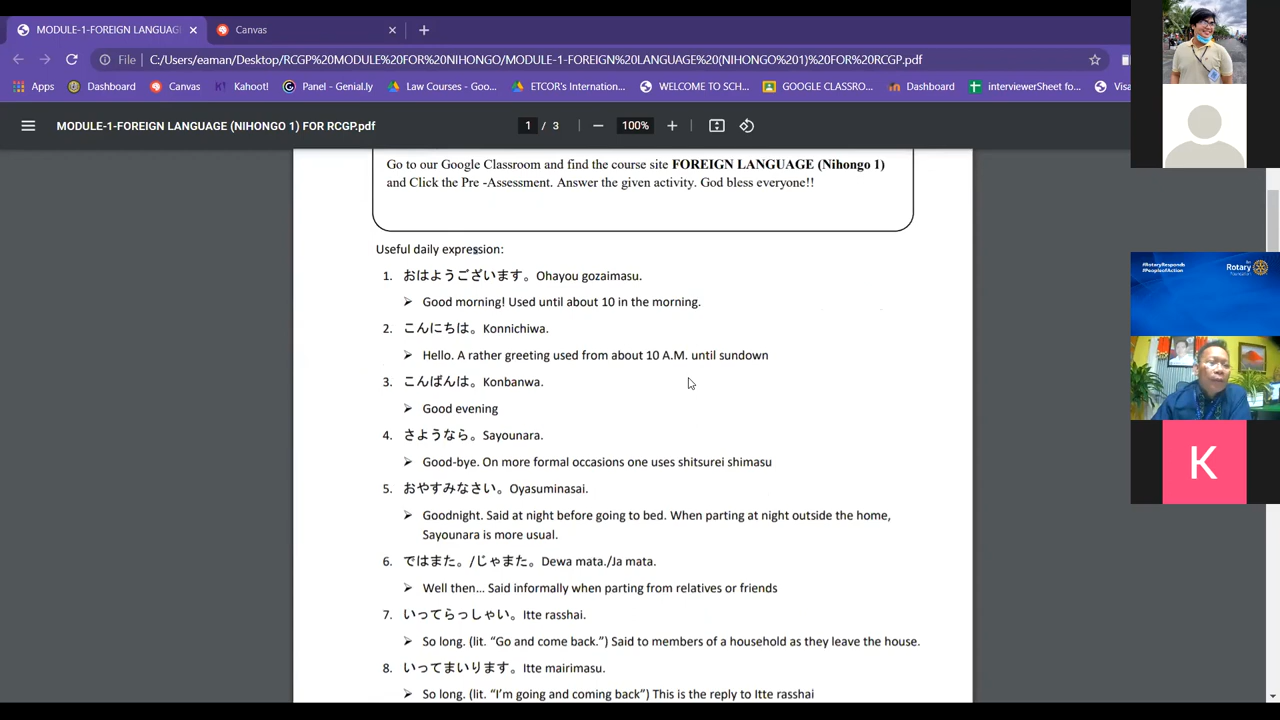 MODULE-1-FOREIGN LANGUAG
Canvas
File
C:/Users/eaman/Desktop/RCGP%20MODULE%20FOR%20NIHONGO/MODULE-1-FOREIGN%20LANGUAGE%20(NIHONGO%201)%20FOR%20RCGP.pdf
Apps Dashboard Canvas Kahoot! Panel - Genial.ly Law Courses - Goo... ETCOR's Internation... WELCOME TO SCH... GOOGLE CLASSRO... Dashboard interviewerSheet fo... Visa
MODULE-1-FOREIGN LANGUAGE (NIHONGO 1) FOR RCGP.pdf
1 / 3
100%
Go to our Google Classroom and find the course site FOREIGN LANGUAGE (Nihongo 1)
and Click the Pre -Assessment. Answer the given activity. God bless everyone!!
Useful daily expression:
1. おはようございます。Ohayou gozaimasu.
➢ Good morning! Used until about 10 in the morning.
2. こんにちは。Konnichiwa.
➢ Hello. A rather greeting used from about 10 A.M. until sundown
3. こんばんは。Konbanwa.
➢ Good evening
4. さようなら。Sayounara.
➢ Good-bye. On more formal occasions one uses shitsurei shimasu
5. おやすみなさい。Oyasuminasai.
➢ Goodnight. Said at night before going to bed. When parting at night outside the home,
Sayounara is more usual.
6. ではまた。/じゃまた。Dewa mata./Ja mata.
➢ Well then... Said informally when parting from relatives or friends
7. いってらっしゃい。Itte rasshai.
➢ So long. (lit. “Go and come back.”) Said to members of a household as they leave the house.
8. いってまいります。Itte mairimasu.
➢ So long. (lit. “I’m going and coming back”) This is the reply to Itte rasshai
#RotaryResponds
#PeopleofAction
The
Rotary
Foundation
K